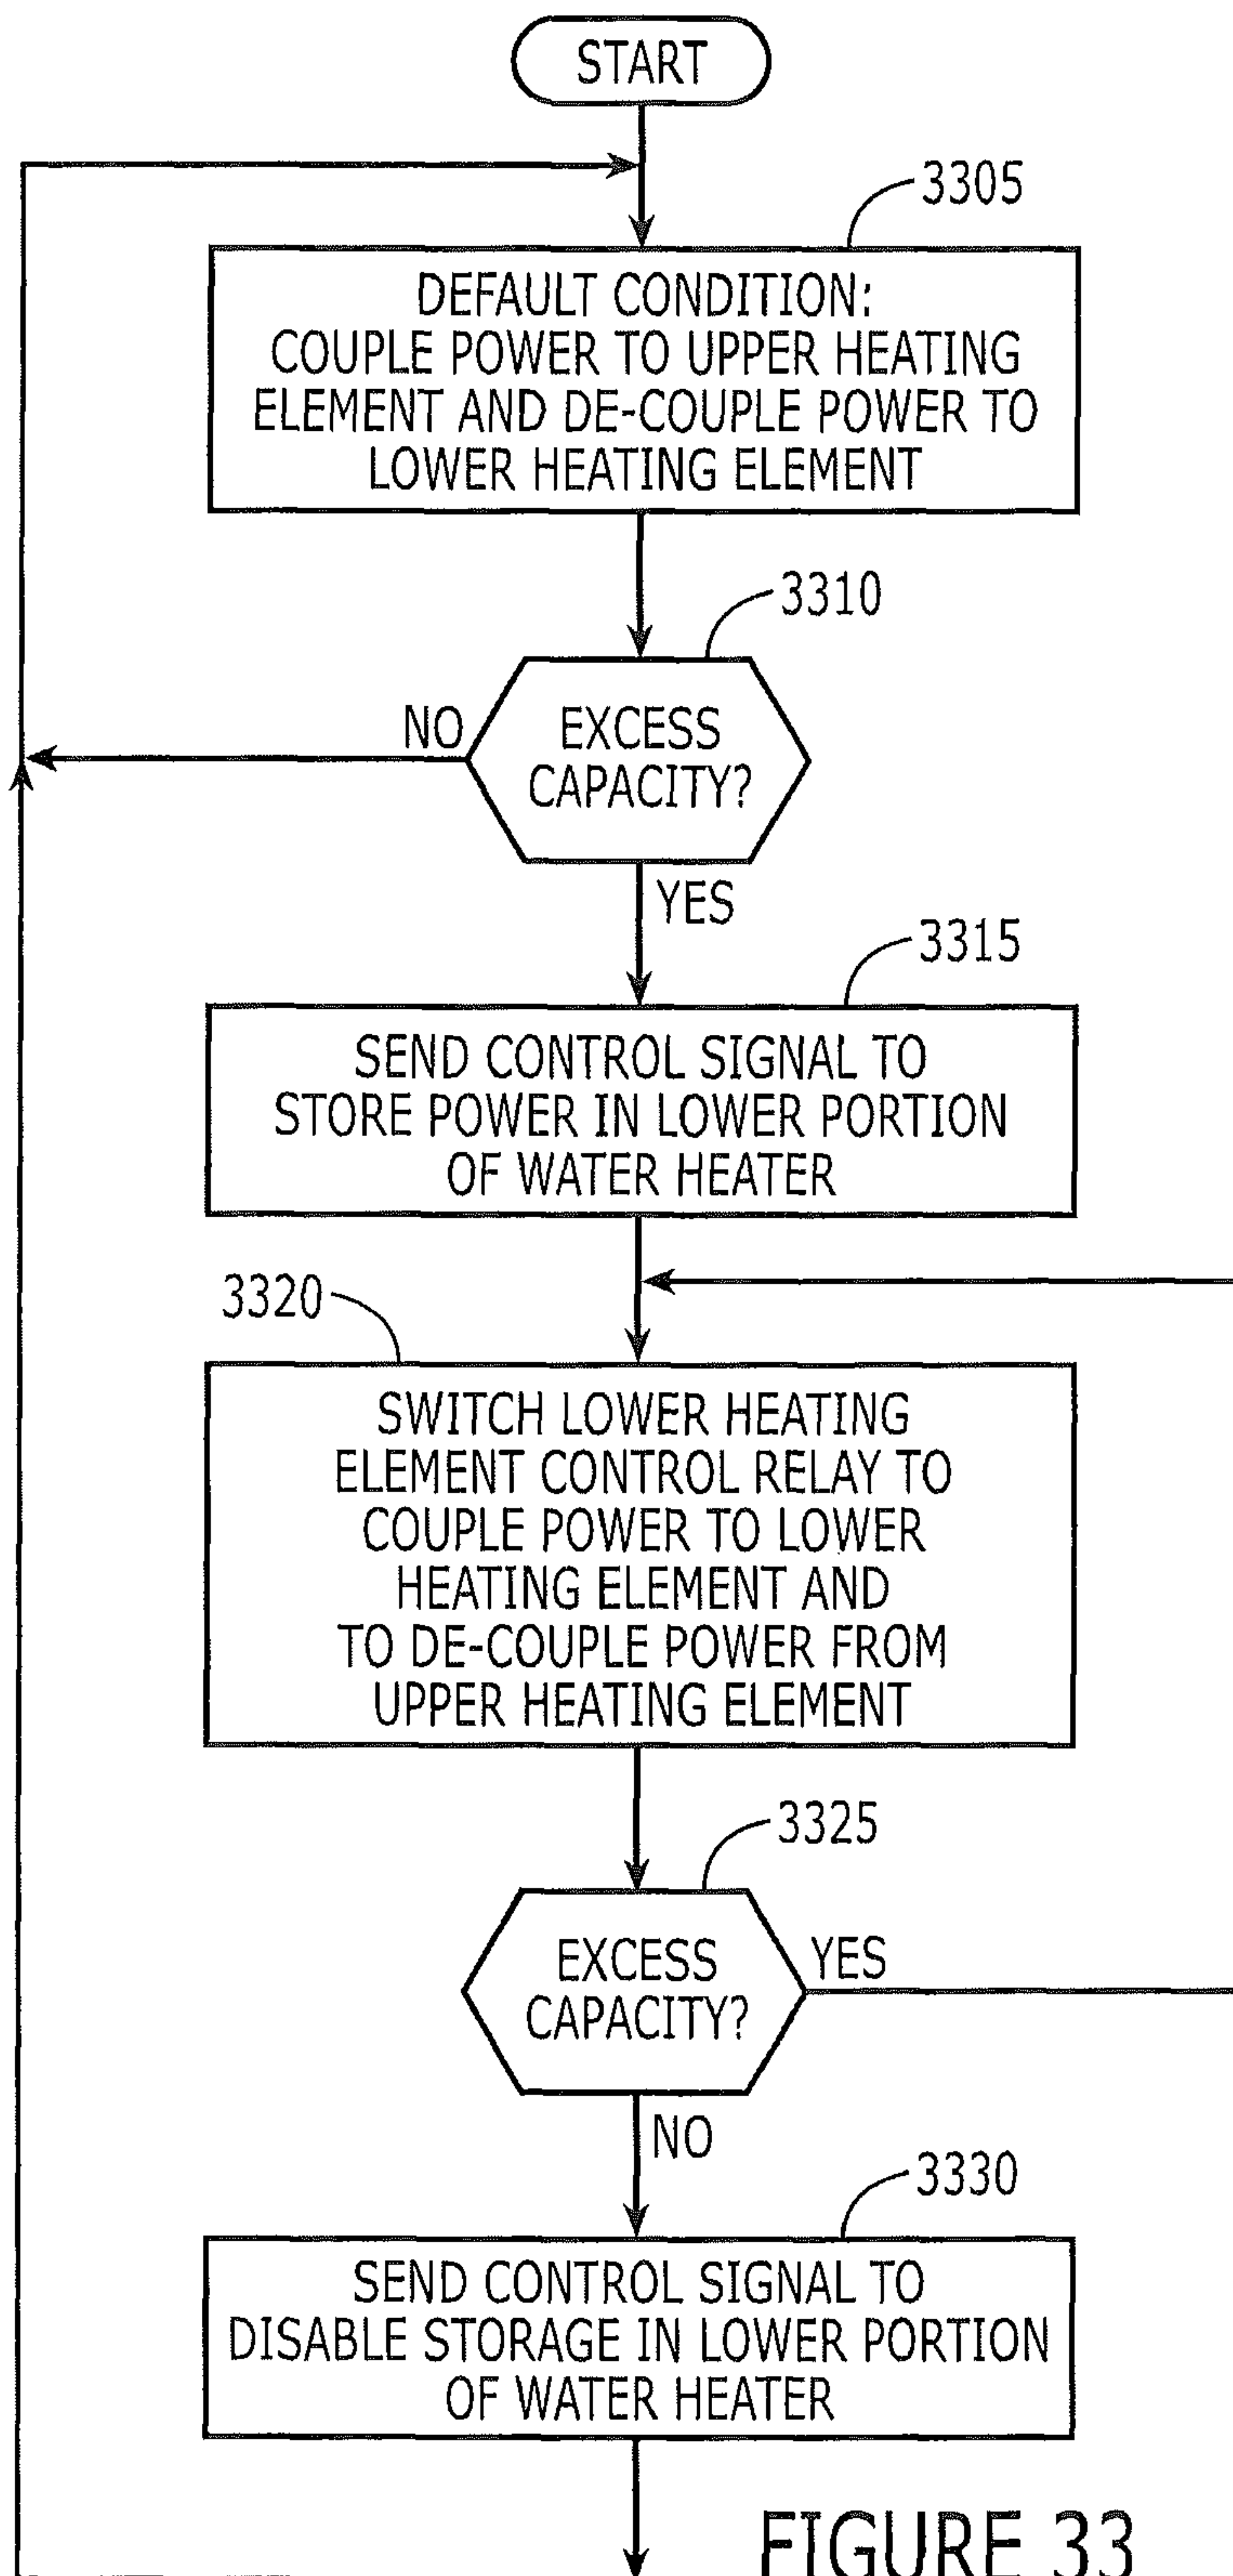 START
3305
DEFAULT CONDITION:
COUPLE POWER TO UPPER HEATING
ELEMENT AND DE-COUPLE POWER TO
LOWER HEATING ELEMENT
3310
NO
EXCESS
CAPACITY?
YES
3315
SEND CONTROL SIGNAL TO
STORE POWER IN LOWER PORTION
OF WATER HEATER
3320
SWITCH LOWER HEATING
ELEMENT CONTROL RELAY TO
COUPLE POWER TO LOWER
HEATING ELEMENT AND
TO DE-COUPLE POWER FROM
UPPER HEATING ELEMENT
3325
EXCESS
CAPACITY?
YES
NO
3330
SEND CONTROL SIGNAL TO
DISABLE STORAGE IN LOWER PORTION
OF WATER HEATER
FIGURE 33